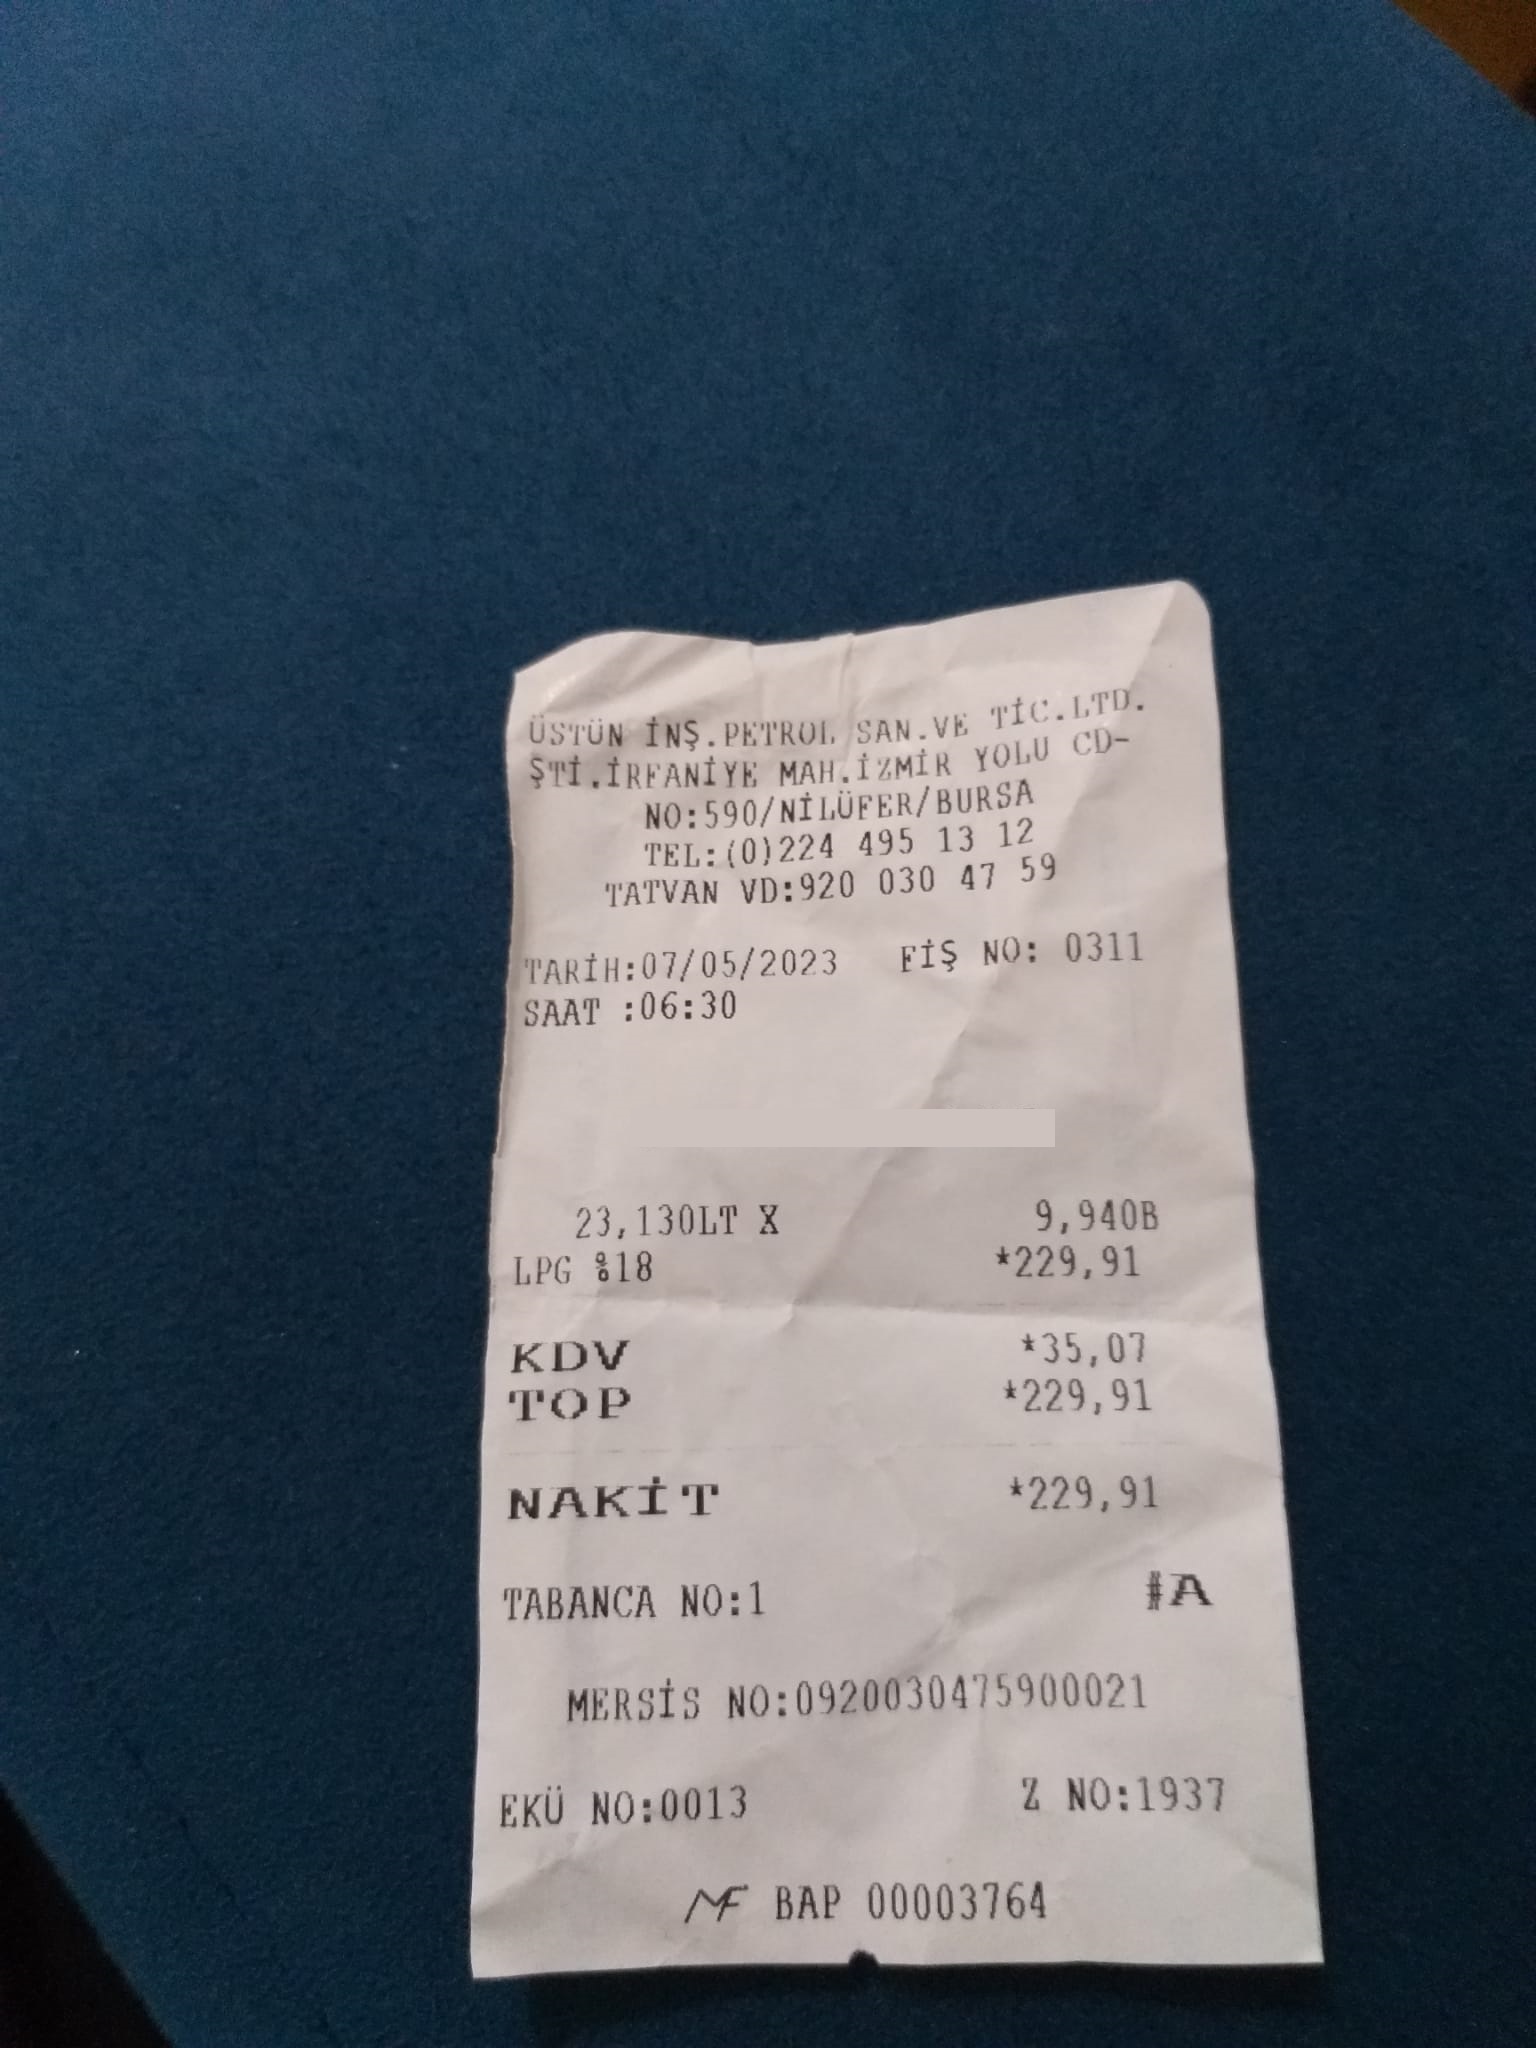 ÜSTÜN İNŞ.PETROL SAN.VE TİC.LTD.
ŞTİ.İRFANİYE MAH.İZMİR YOLU CD-
NO:590/NİLÜFER/BURSA
TEL:(0)224 495 13 12
TATVAN VD:920 030 47 59
TARİH:07/05/2023 FİŞ NO: 0311
SAAT :06:30
23,130LT X 9,940B
LPG %18 *229,91
KDV *35,07
TOP *229,91
NAKİT *229,91
TABANCA NO:1 #A
MERSİS NO:0920030475900021
EKÜ NO:0013 Z NO:1937
MF BAP 00003764